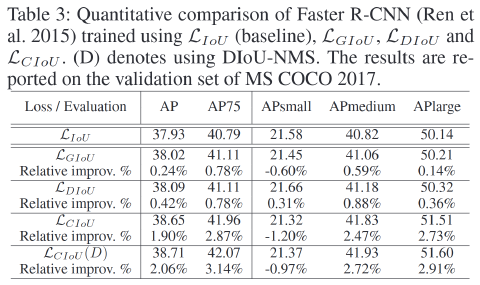 Table 3: Quantitative comparison of Faster R-CNN (Ren et
al. 2015) trained using ℒ_IoU (baseline), ℒ_GIoU, ℒ_DIoU and
ℒ_CIoU. (D) denotes using DIoU-NMS. The results are re-
ported on the validation set of MS COCO 2017.
Loss / Evaluation AP AP75 APsmall APmedium APlarge
ℒ_IoU 37.93 40.79 21.58 40.82 50.14
ℒ_GIoU 38.02 41.11 21.45 41.06 50.21
Relative improv. % 0.24% 0.78% -0.60% 0.59% 0.14%
ℒ_DIoU 38.09 41.11 21.66 41.18 50.32
Relative improv. % 0.42% 0.78% 0.31% 0.88% 0.36%
ℒ_CIoU 38.65 41.96 21.32 41.83 51.51
Relative improv. % 1.90% 2.87% -1.20% 2.47% 2.73%
ℒ_CIoU(D) 38.71 42.07 21.37 41.93 51.60
Relative improv. % 2.06% 3.14% -0.97% 2.72% 2.91%